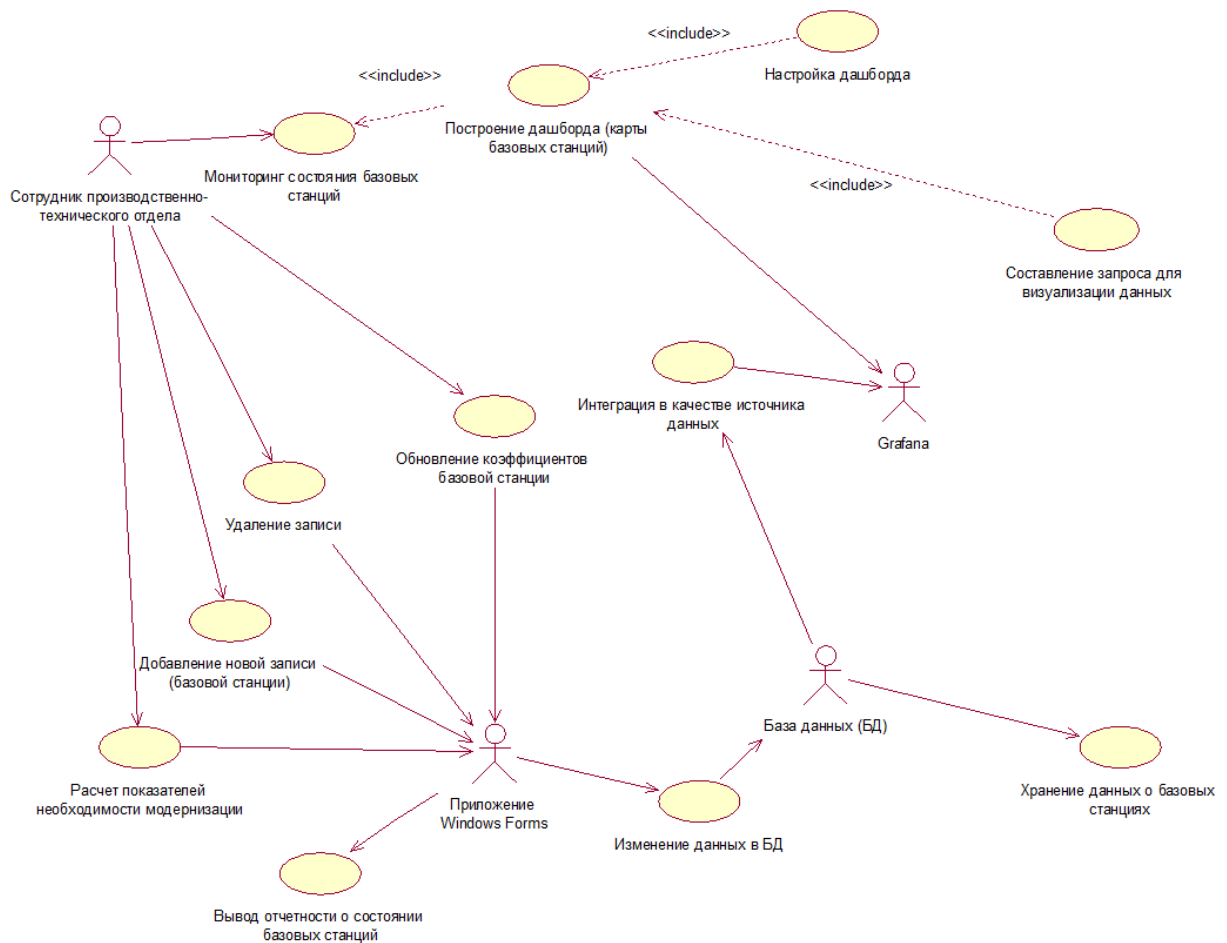 <<include>>
Настройка дашборда
<<include>>
Построение дашборда (карты
базовых станций)
Мониторинг состояния базовых
станций
Сотрудник производственно-
технического отдела
<<include>>
Составление запроса для
визуализации данных
Интеграция в качестве источника
данных
Grafana
Обновление коэффициентов
базовой станции
Удаление записи
Добавление новой записи
(базовой станции)
База данных (БД)
Расчет показателей
необходимости модернизации
Приложение
Windows Forms
Изменение данных в БД
Хранение данных о базовых
станциях
Вывод отчетности о состоянии
базовых станций